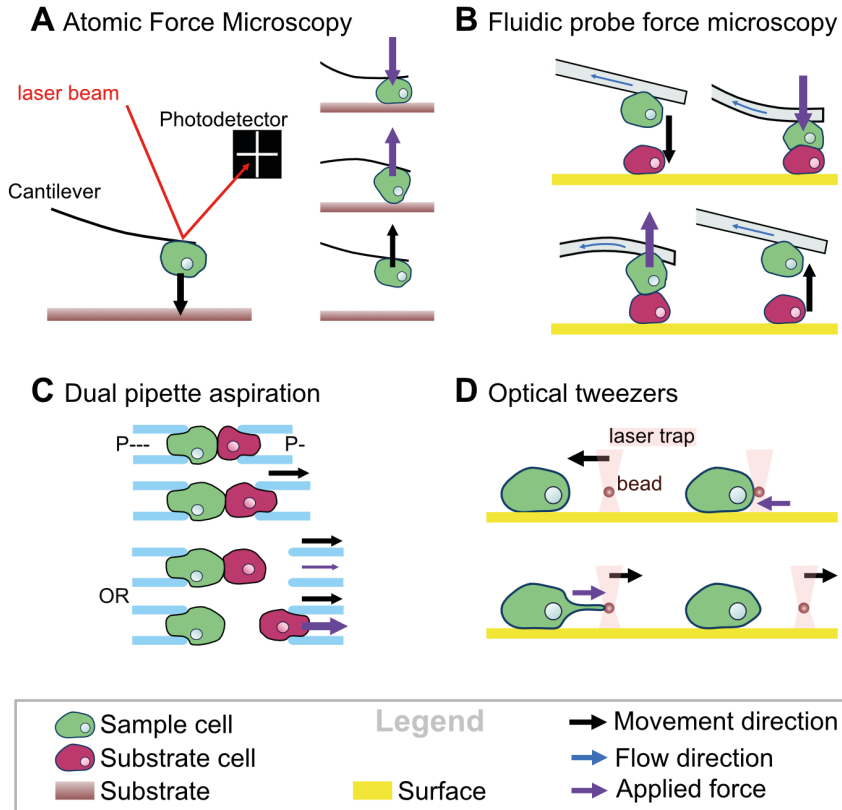 A Atomic Force Microscopy
laser beam
Photodetector
Cantilever
B Fluidic probe force microscopy
C Dual pipette aspiration
P--- P-
OR
D Optical tweezers
laser trap
bead
Legend
Sample cell
Substrate cell
Substrate
Surface
Movement direction
Flow direction
Applied force